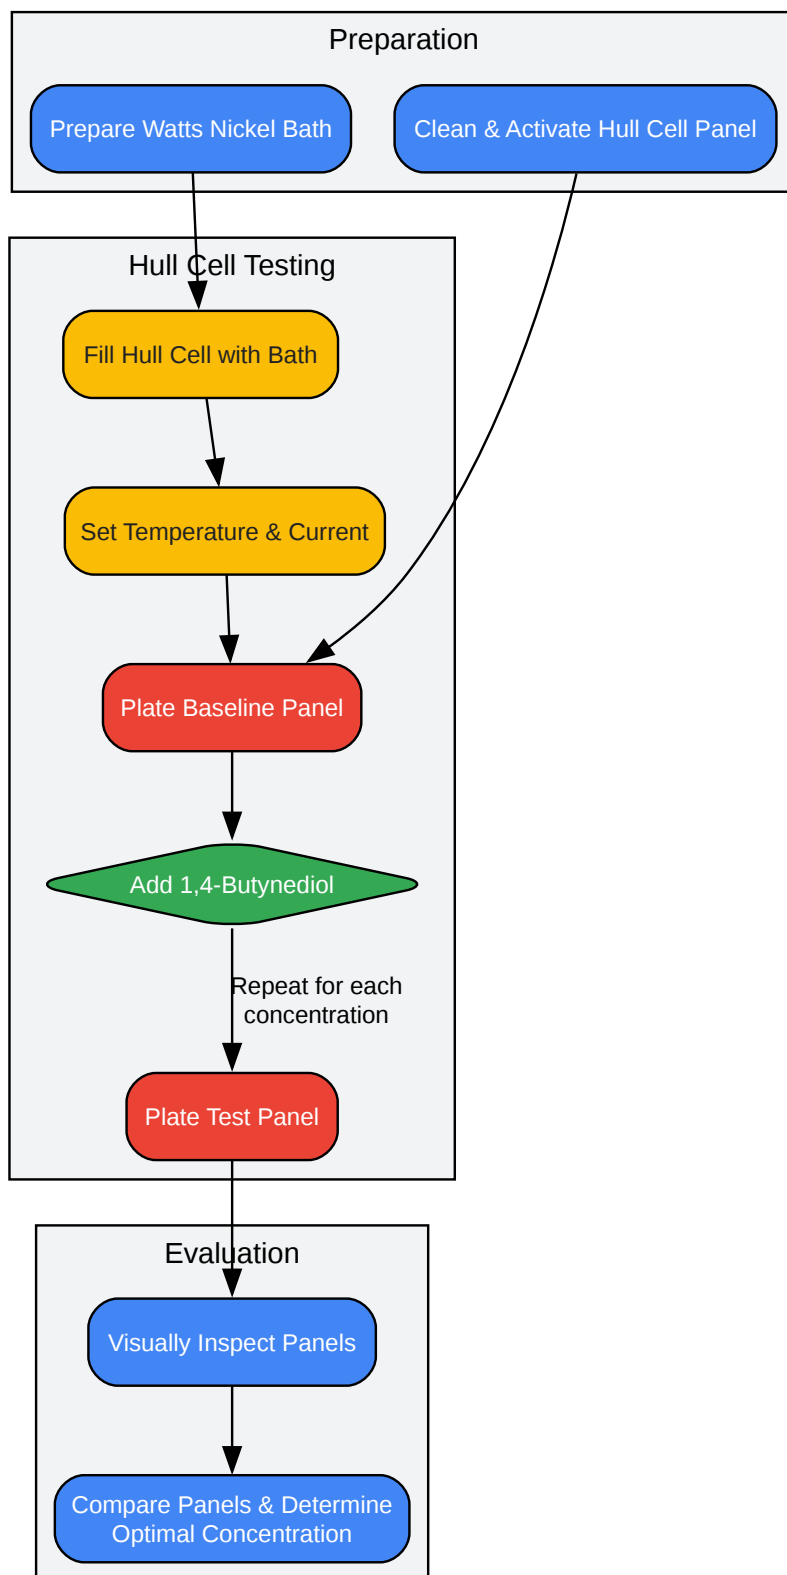 Preparation
Prepare Watts Nickel Bath
Clean & Activate Hull Cell Panel
Hull Cell Testing
Fill Hull Cell with Bath
Set Temperature & Current
Plate Baseline Panel
Add 1,4-Butynediol
Repeat for each
concentration
Plate Test Panel
Evaluation
Visually Inspect Panels
Compare Panels & Determine
Optimal Concentration